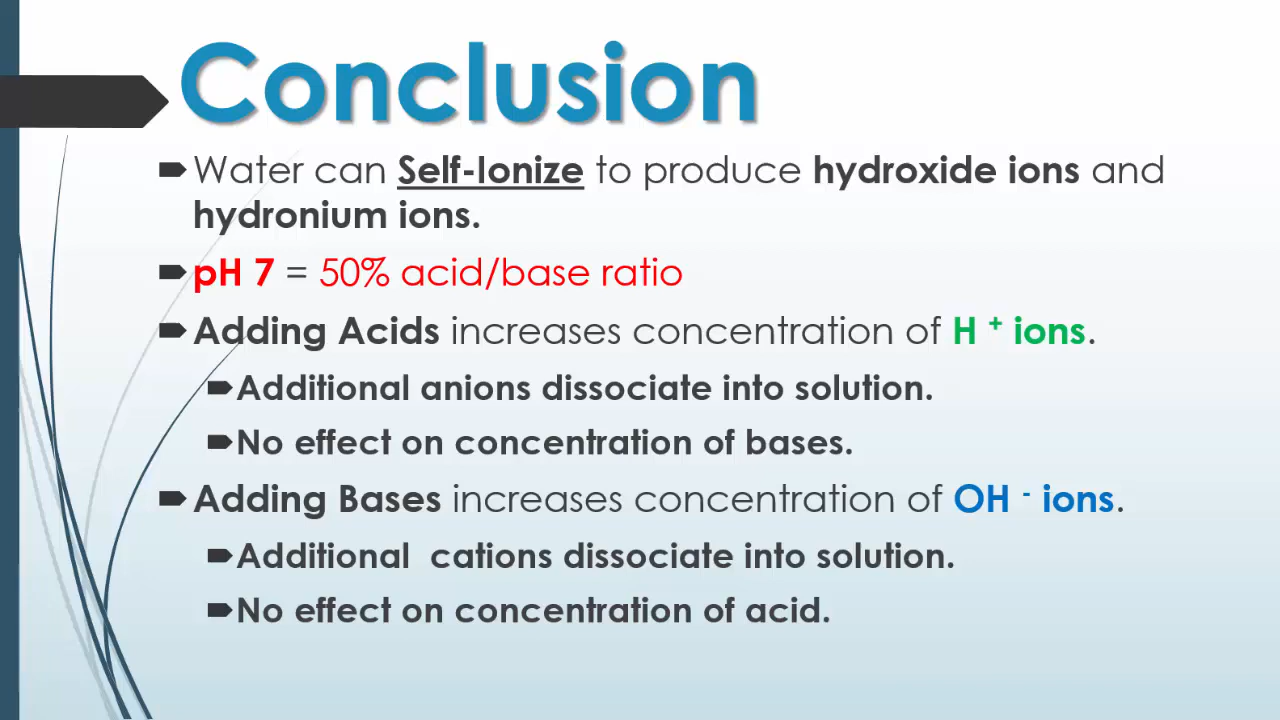 Conclusion
Water can Self-Ionize to produce hydroxide ions and
hydronium ions.
pH 7 = 50% acid/base ratio
Adding Acids increases concentration of H + ions.
Additional anions dissociate into solution.
No effect on concentration of bases.
Adding Bases increases concentration of OH - ions.
Additional  cations dissociate into solution.
No effect on concentration of acid.